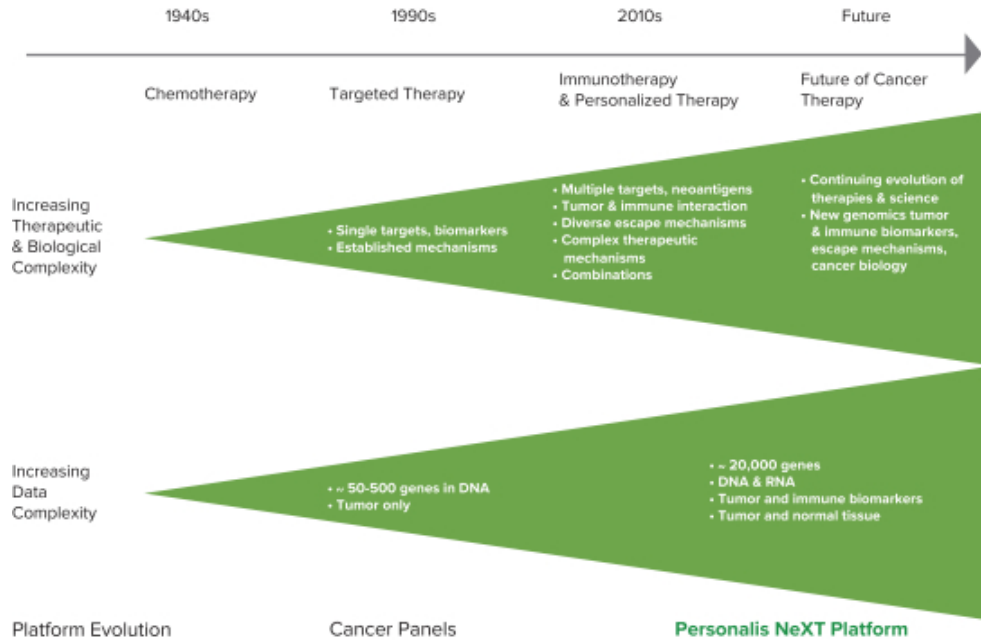 1940s 1990s 2010s Future
Chemotherapy
Targeted Therapy
Immunotherapy
& Personalized Therapy
Future of Cancer
Therapy
Increasing
Therapeutic
& Biological
Complexity
• Single targets, biomarkers
• Established mechanisms
• Multiple targets, neoantigens
• Tumor & immune interaction
• Diverse escape mechanisms
• Complex therapeutic
mechanisms
• Combinations
• Continuing evolution of
therapies & science
• New genomics tumor
& immune biomarkers,
escape mechanisms,
cancer biology
Increasing
Data
Complexity
• ~ 50-500 genes in DNA
• Tumor only
• ~ 20,000 genes
• DNA & RNA
• Tumor and immune biomarkers
• Tumor and normal tissue
Platform Evolution Cancer Panels Personalis NeXT Platform